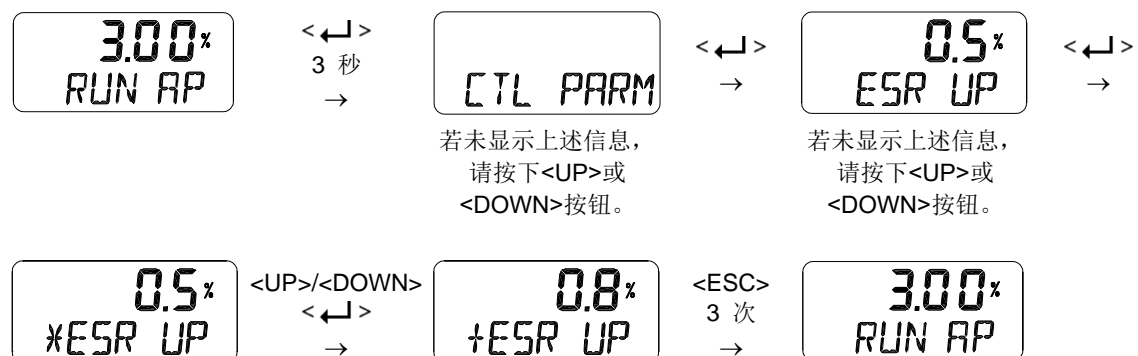 3.00% <↵> <↵> 0.5% <↵>
RUN AP 3 秒 → CTL PARM → ESR UP →
若未显示上述信息， 若未显示上述信息，
请按下<UP>或 请按下<UP>或
<DOWN>按钮。 <DOWN>按钮。
0.5% <UP>/<DOWN> 0.8% <ESC> 3.00%
*ESR UP <↵> → +ESR UP 3 次 → RUN AP